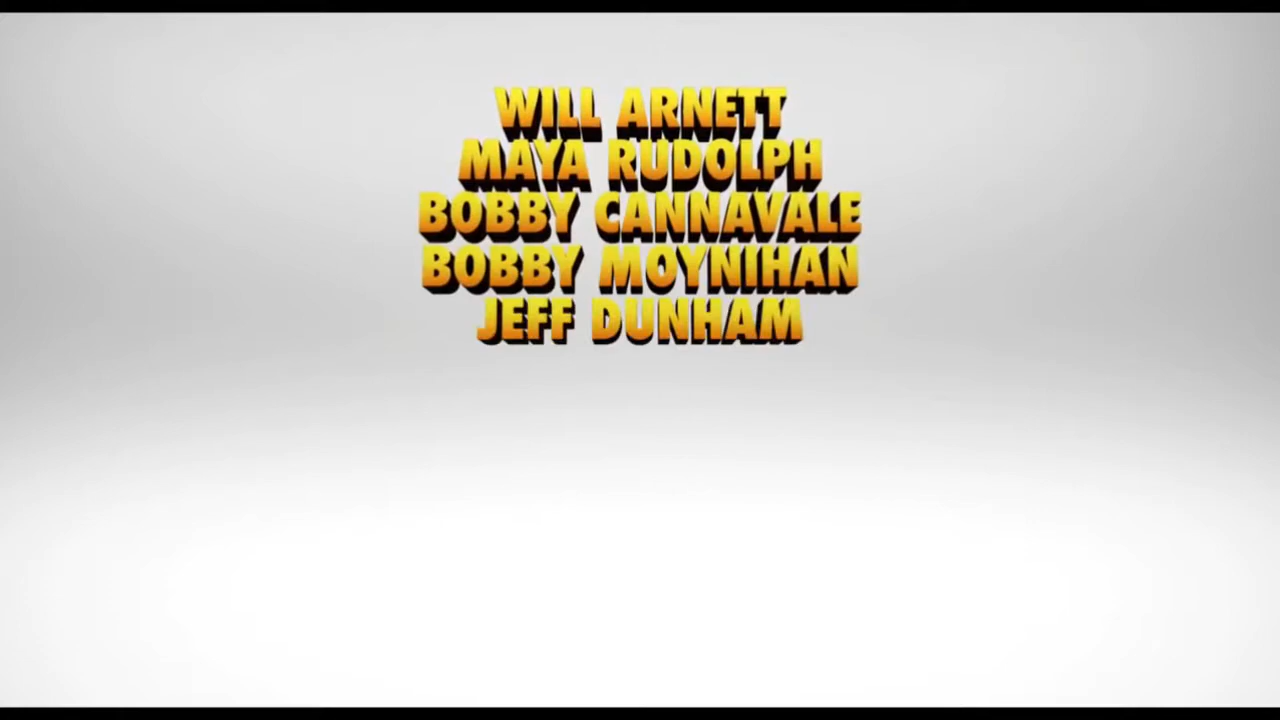 WILL ARNETT
MAYA RUDOLPH
BOBBY CANNAVALE
BOBBY MOYNIHAN
JEFF DUNHAM